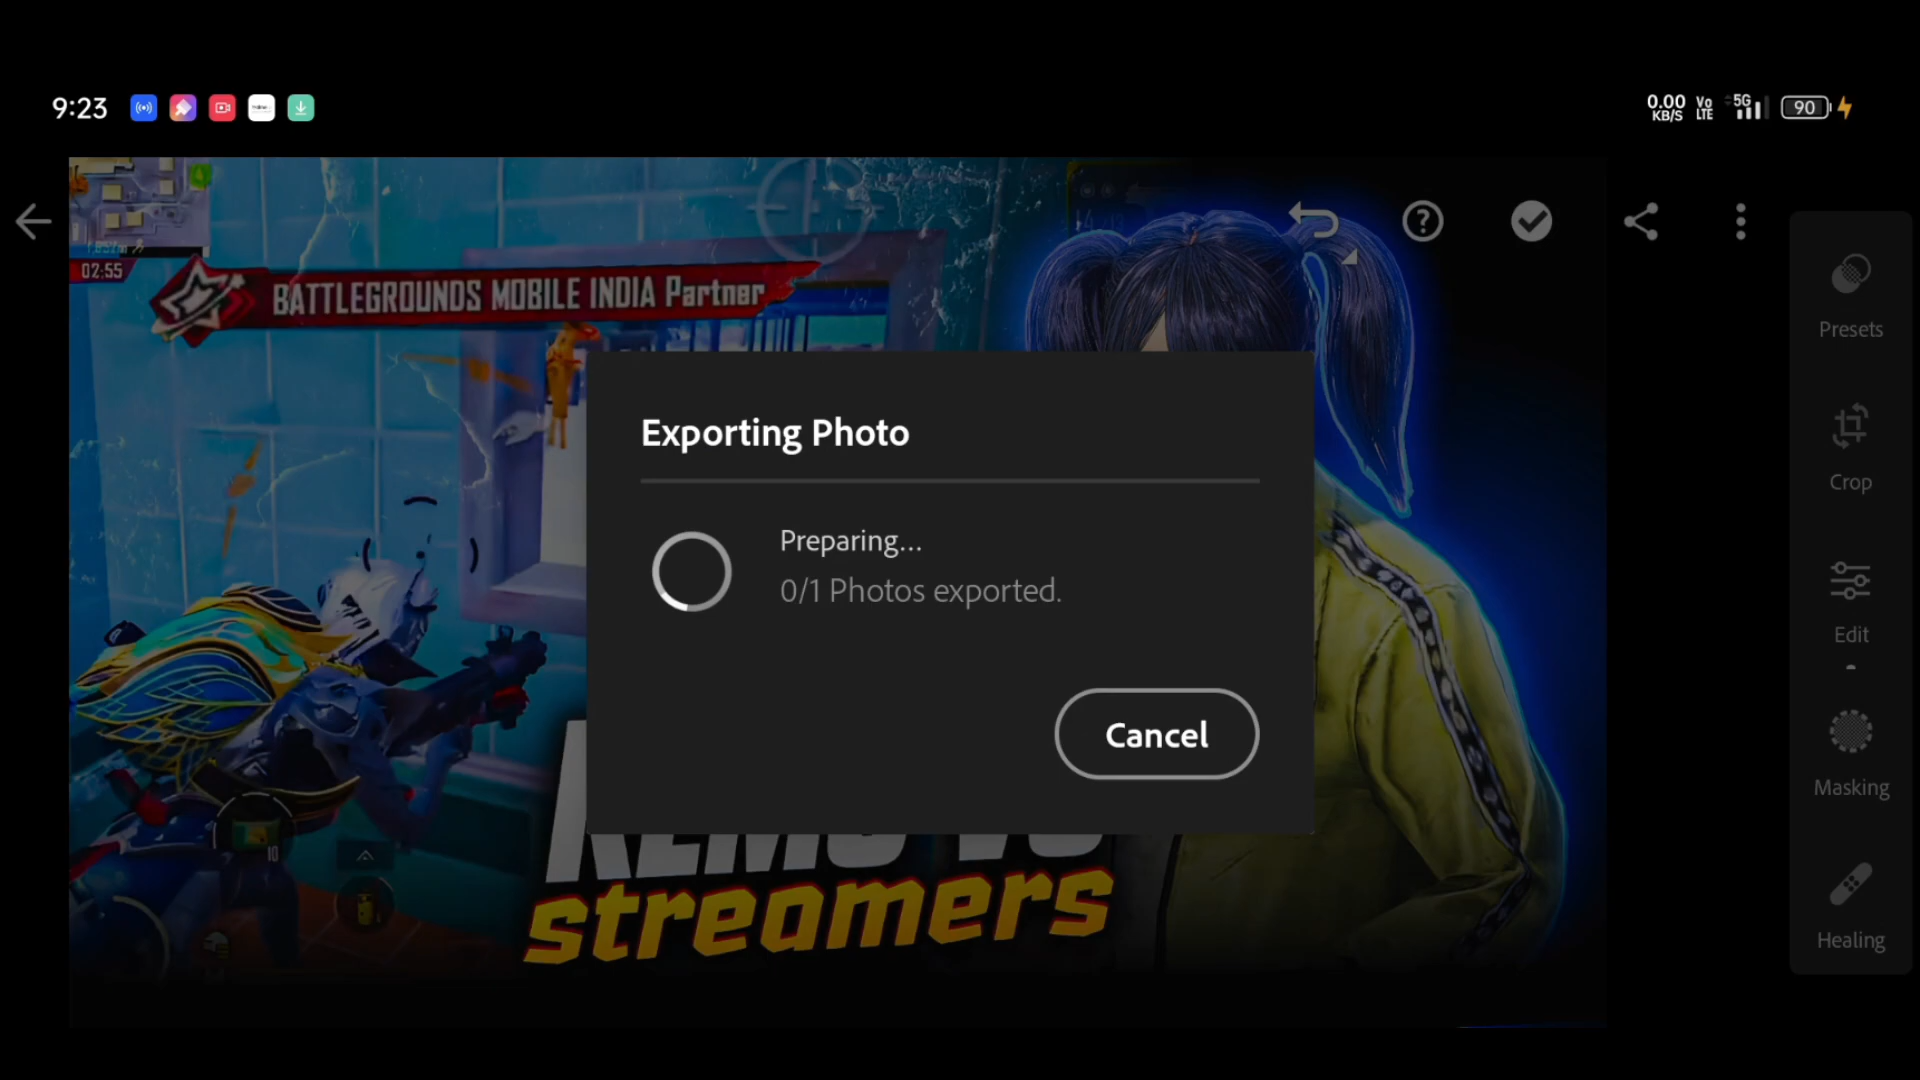 9:23
0.00 KB/S
Vo LTE
5G
90
02:55
BATTLEGROUNDS MOBILE INDIA Partner
Presets
Crop
Exporting Photo
Preparing...
0/1 Photos exported.
Edit
Cancel
Masking
10
streamers
Healing